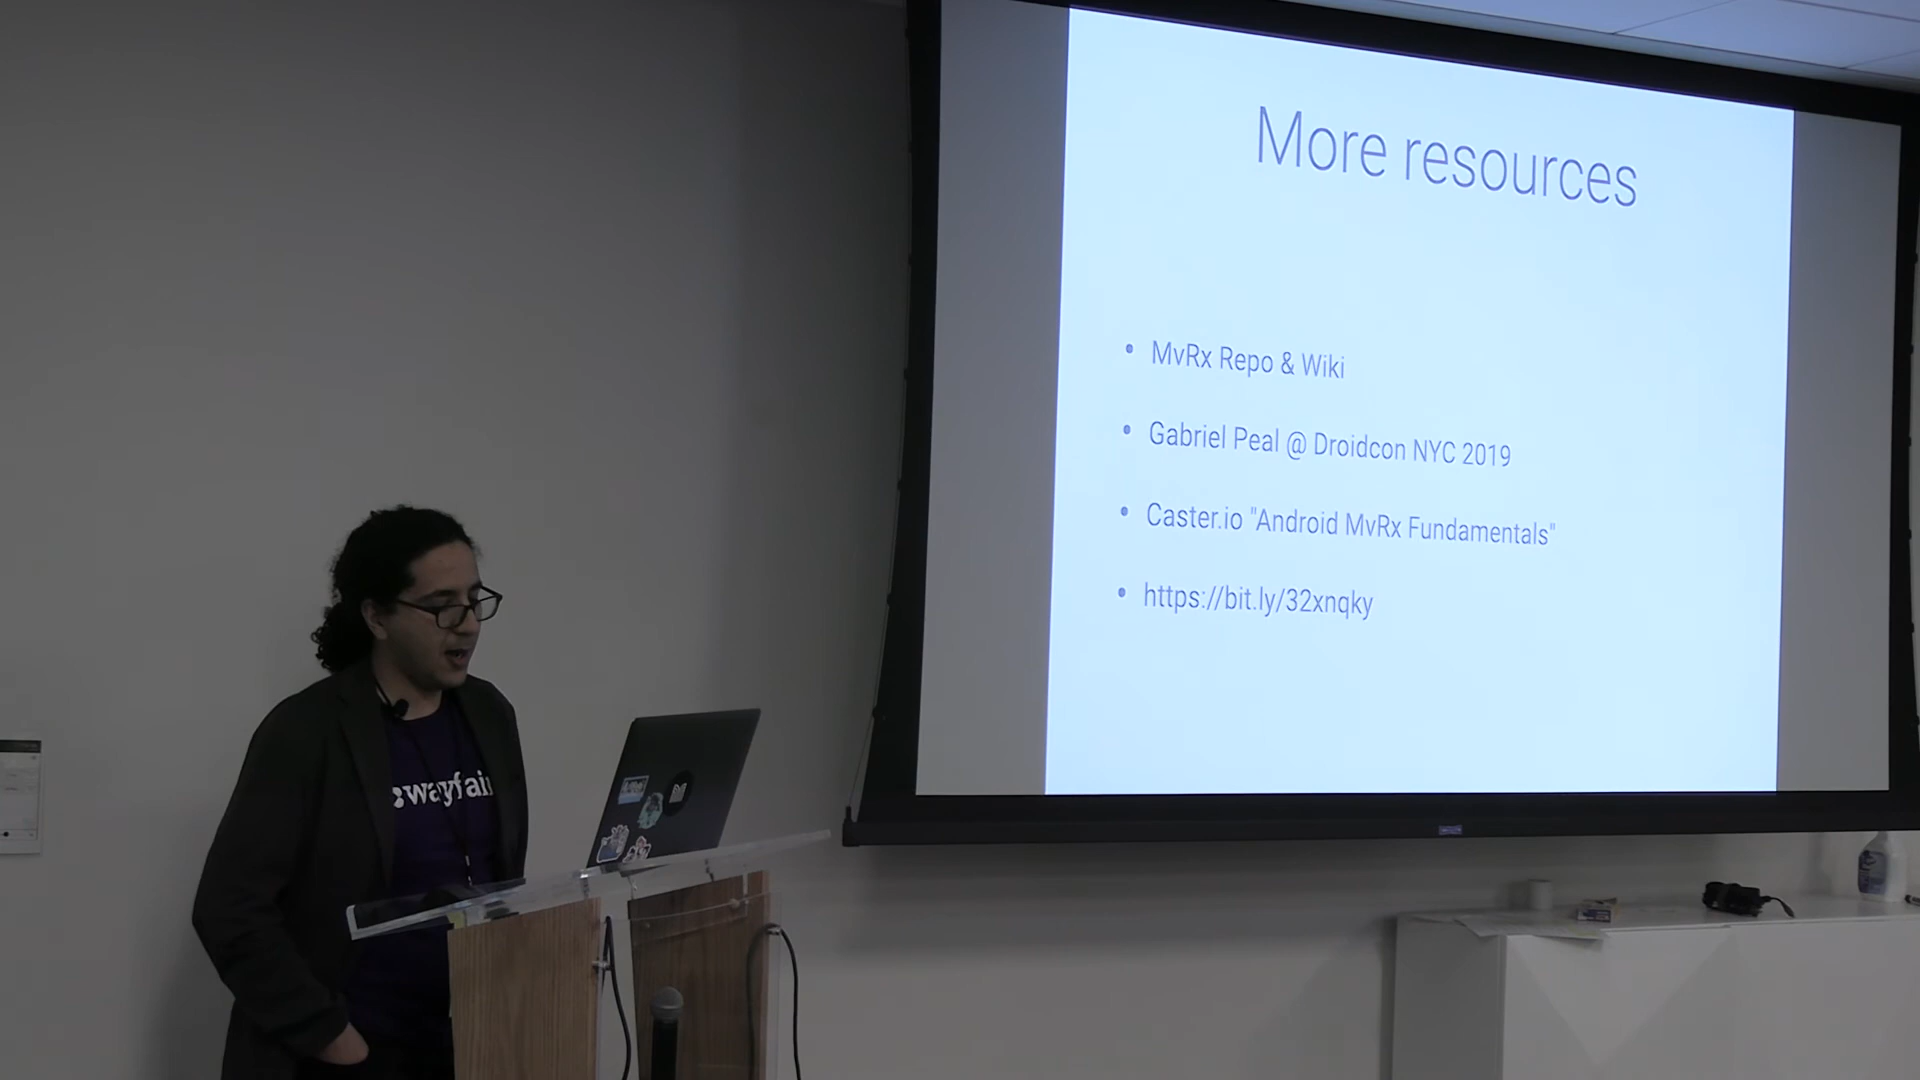 More resources
• MvRx Repo & Wiki
• Gabriel Peal @ Droidcon NYC 2019
• Caster.io "Android MvRx Fundamentals"
• https://bit.ly/32xnqky
wayfair